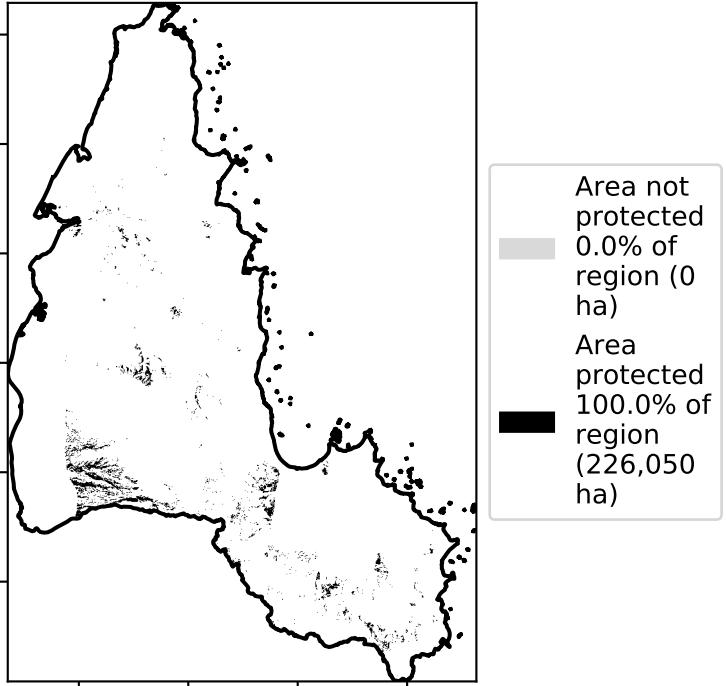 Area not
protected
0.0% of
region (0
ha)
Area
protected
100.0% of
region
(226,050
ha)